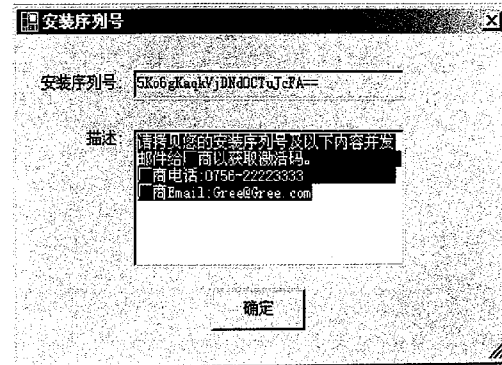 安装序列号
安装序列号:
描述:
请拷贝您的安装序列号及以下内容并发
邮件给厂商以获取激活码。
厂商电话:0756-22223333
厂商Email:Gree@Gree.com
确定